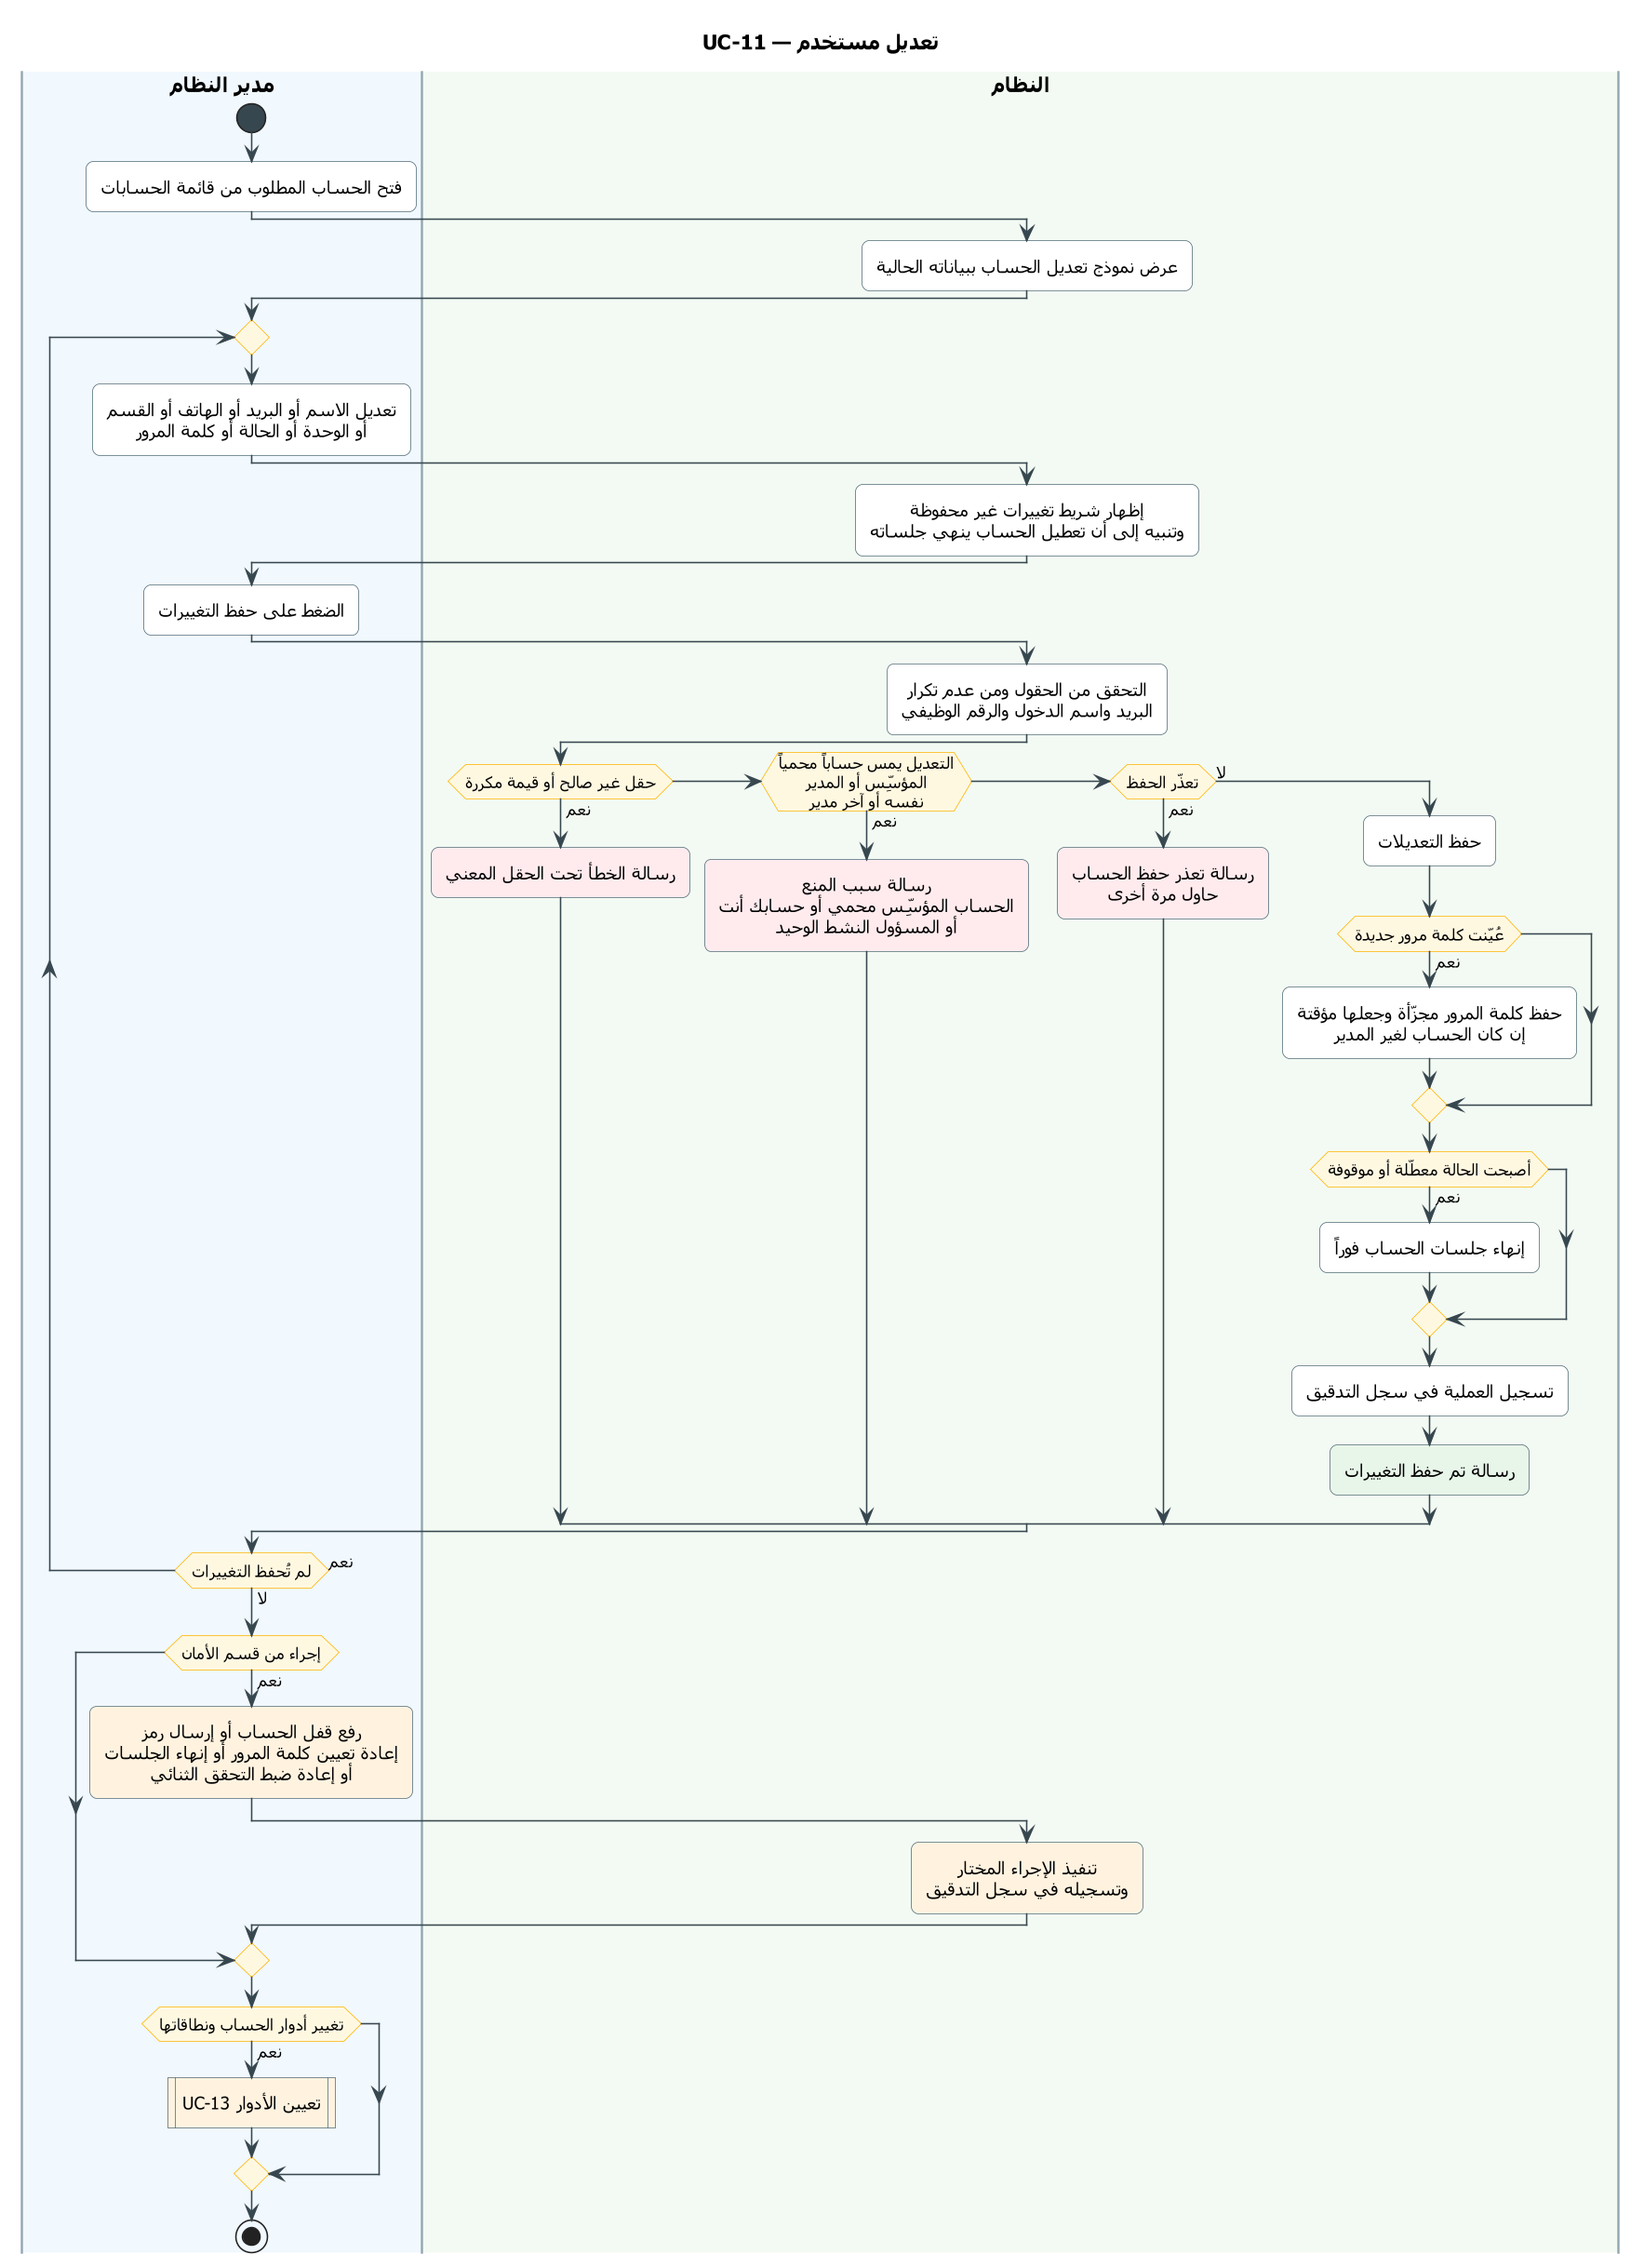 تعديل مستخدم — UC-11
مدير النظام
النظام
فتح الحساب المطلوب من قائمة الحسابات
عرض نموذج تعديل الحساب ببياناته الحالية
تعديل الاسم أو البريد أو الهاتف أو القسم
أو الوحدة أو الحالة أو كلمة المرور
إظهار شريط تغييرات غير محفوظة
وتنبيه إلى أن تعطيل الحساب ينهي جلساته
الضغط على حفظ التغييرات
التحقق من الحقول ومن عدم تكرار
البريد واسم الدخول والرقم الوظيفي
حقل غير صالح أو قيمة مكررة
نعم
رسالة الخطأ تحت الحقل المعني
التعديل يمس حساباً محمياً
المؤسّس أو المدير
نفسه أو آخر مدير
نعم
رسالة سبب المنع
الحساب المؤسِّس محمي أو حسابك أنت
أو المسؤول النشط الوحيد
تعذّر الحفظ
لا
نعم
رسالة تعذر حفظ الحساب
حاول مرة أخرى
حفظ التعديلات
عُيّنت كلمة مرور جديدة
نعم
حفظ كلمة المرور مجزّأة وجعلها مؤقتة
إن كان الحساب لغير المدير
أصبحت الحالة معطّلة أو موقوفة
نعم
إنهاء جلسات الحساب فوراً
تسجيل العملية في سجل التدقيق
رسالة تم حفظ التغييرات
لم تُحفظ التغييرات
نعم
لا
إجراء من قسم الأمان
نعم
رفع قفل الحساب أو إرسال رمز
إعادة تعيين كلمة المرور أو إنهاء الجلسات
أو إعادة ضبط التحقق الثنائي
تنفيذ الإجراء المختار
وتسجيله في سجل التدقيق
تغيير أدوار الحساب ونطاقاتها
نعم
تعيين الأدوار UC-13